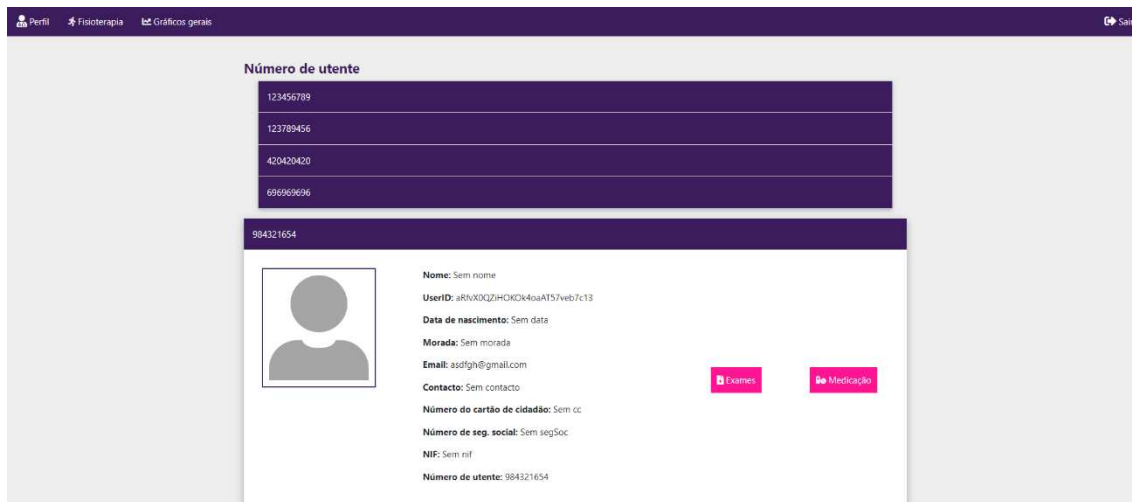 Perfil Fisioterapia Gráficos gerais Sair
Número de utente
123456789
123789456
420420420
696969696
984321654
Nome: Sem nome
UserID: aRfvX0QZiHOKOk4oaAT57veb7c13
Data de nascimento: Sem data
Morada: Sem morada
Email: asdfgh@gmail.com
Contacto: Sem contacto
Exames Medicação
Número do cartão de cidadão: Sem cc
Número de seg. social: Sem segSoc
NIF: Sem nif
Número de utente: 984321654